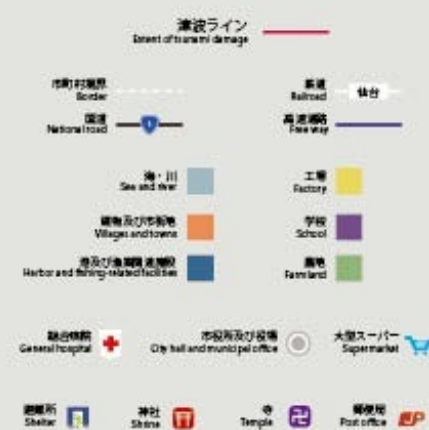 津波ライン
Extent of tsunami damage
市町村境界
Border
鉄道
Railroad
仙台
国道
National road
高速道路
Free way
海・川
Sea and river
工場
Factory
建物及び市街地
Villages and towns
学校
School
港及び漁業関連施設
Harbor and fishing-related facilities
農地
Farmland
総合病院
General hospital
市役所及び役場
City hall and municipal office
大型スーパー
Supermarket
避難所
Shelter
神社
Shrine
寺
Temple
郵便局
Post office